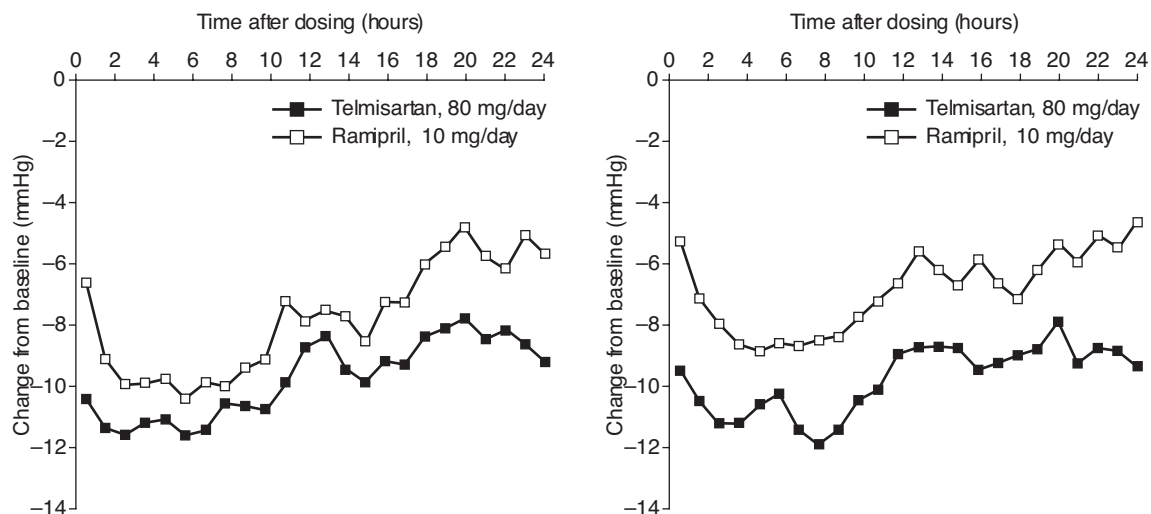 Time after dosing (hours)
0 2 4 6 8 10 12 14 16 18 20 22 24
0
–2
–4
–6
–8
–10
–12
–14
Change from baseline (mmHg)
Telmisartan, 80 mg/day
Ramipril, 10 mg/day
Time after dosing (hours)
0 2 4 6 8 10 12 14 16 18 20 22 24
0
–2
–4
–6
–8
–10
–12
–14
Change from baseline (mmHg)
Telmisartan, 80 mg/day
Ramipril, 10 mg/day